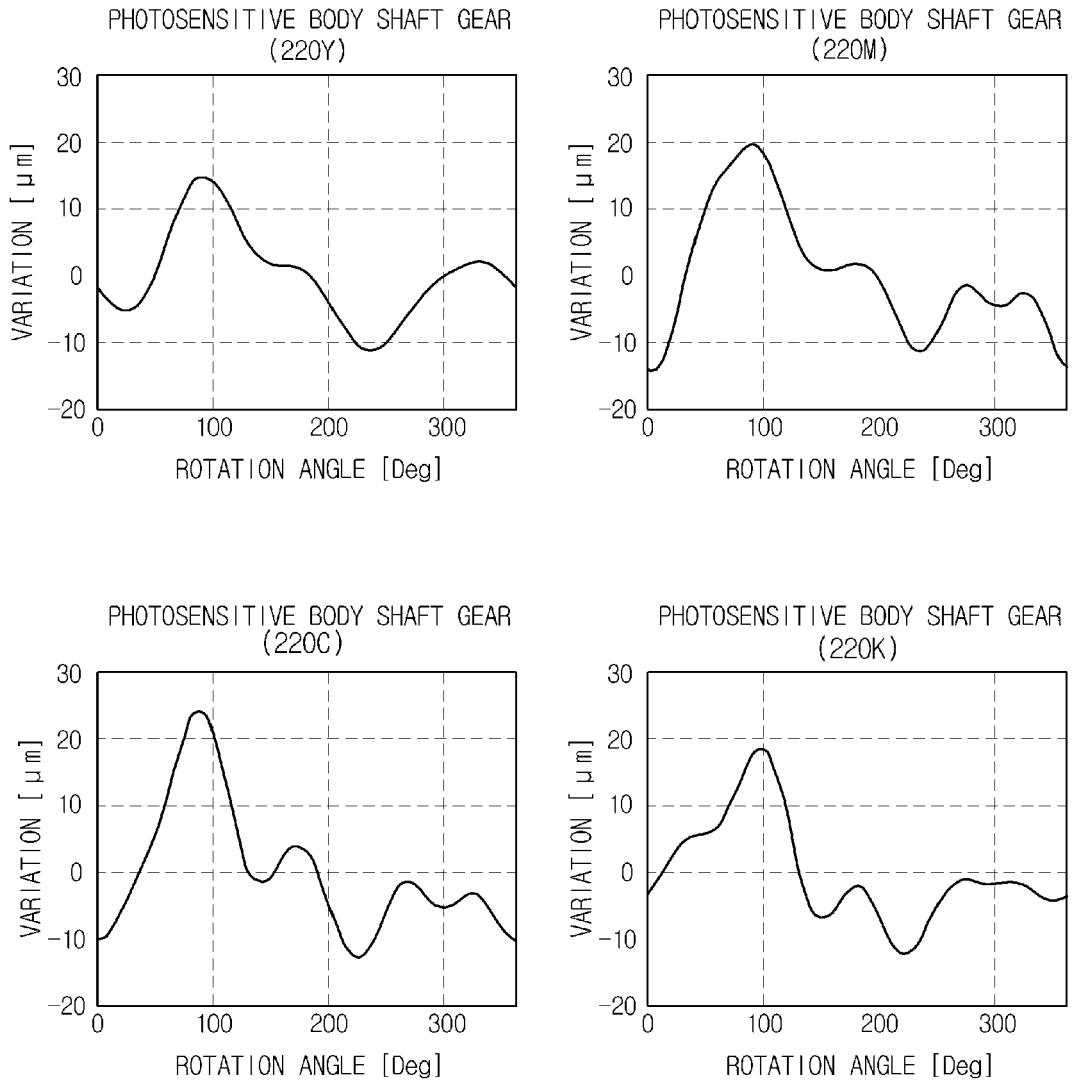 PHOTOSENSITIVE BODY SHAFT GEAR
(220Y)
30
20
10
0
-10
-20
VARIATION [μm]
0 100 200 300
ROTATION ANGLE [Deg]
PHOTOSENSITIVE BODY SHAFT GEAR
(220M)
30
20
10
0
-10
-20
VARIATION [μm]
0 100 200 300
ROTATION ANGLE [Deg]
PHOTOSENSITIVE BODY SHAFT GEAR
(220C)
30
20
10
0
-10
-20
VARIATION [μm]
0 100 200 300
ROTATION ANGLE [Deg]
PHOTOSENSITIVE BODY SHAFT GEAR
(220K)
30
20
10
0
-10
-20
VARIATION [μm]
0 100 200 300
ROTATION ANGLE [Deg]